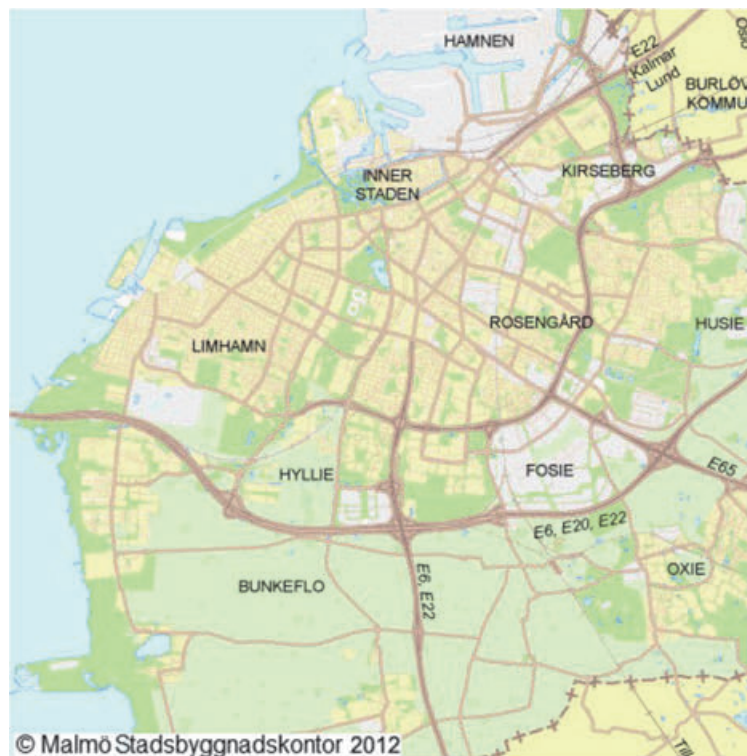 HAMNEN
E22
Kalmar
Lund
BURLÖV
KOMMU
INNER
STADEN
KIRSEBERG
ROSENGÅRD
HUSIE
LIMHAMN
HYLLIE
FOSIE
E65
E6, E20, E22
OXIE
BUNKEFLO
E6, E22
© Malmö Stadsbyggnadskontor 2012